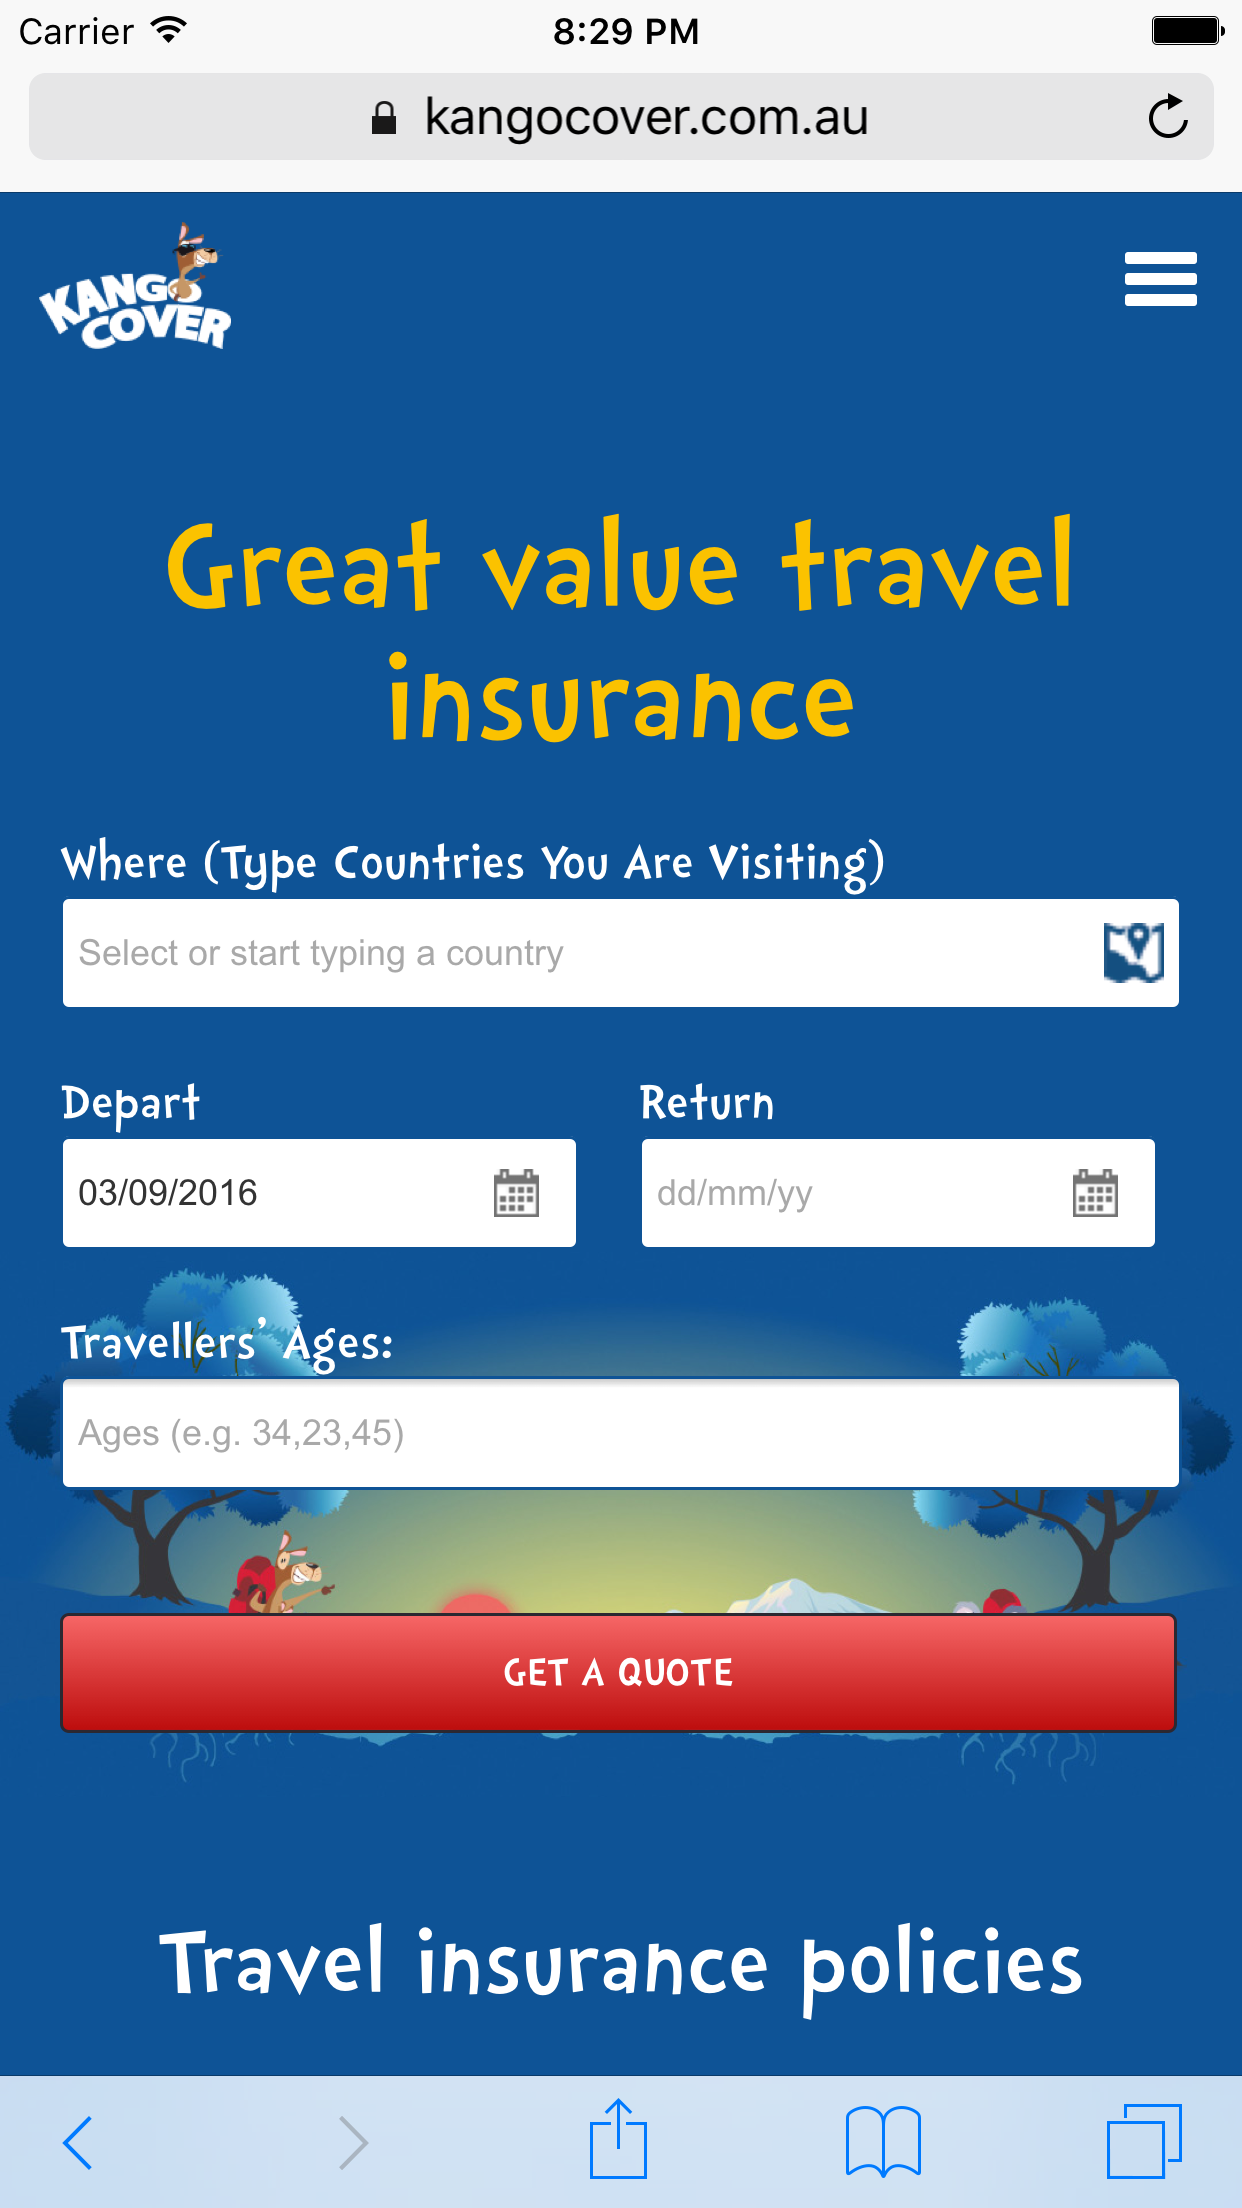 Carrier 8:29 PM
kangocover.com.au
KANGO
COVER
Great value travel
insurance
Where (Type Countries You Are Visiting)
Select or start typing a country
Depart Return
03/09/2016 dd/mm/yy
Travellers' Ages:
Ages (e.g. 34,23,45)
GET A QUOTE
Travel insurance policies